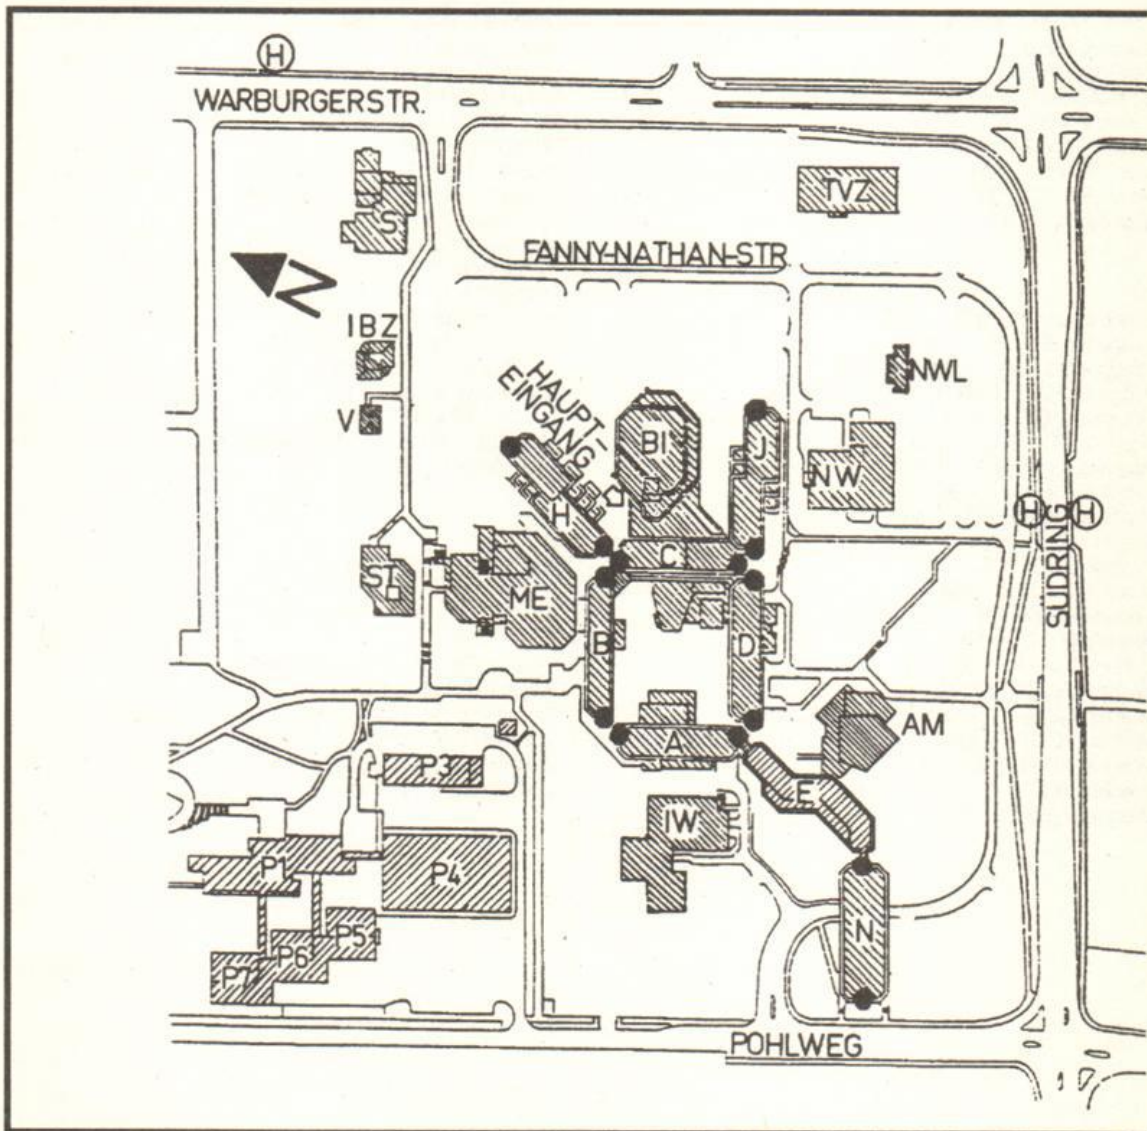 H
WARBURGERSTR.
TVZ
S
FANNY-NATHAN-STR
N
IBZ
NWL
V
HAUPT-
EINGANG
BI
J
NW
H
H
H
C
ST
ME
SÜDRING
B
D
AM
A
P3
E
IW
P1
P4
N
P5
P6
P7
POHLWEG